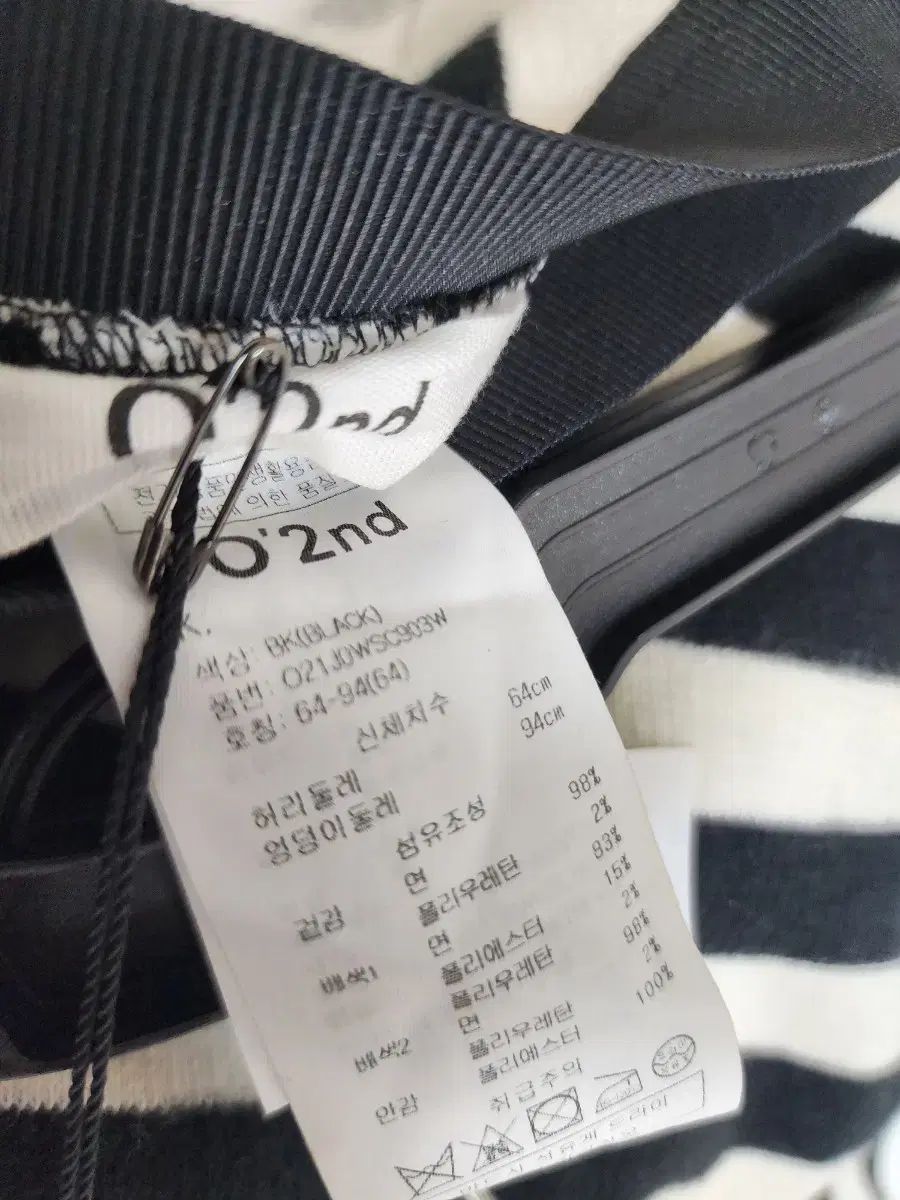 O'2nd
O'2nd
K.
색상: BK(BLACK)
품번: O21J0WSC903W
호칭: 64-94(64)
신체치수
허리둘레 64cm
엉덩이둘레 94cm
섬유조성
겉감 면 98%
폴리우레탄 2%
배색1 면 83%
폴리에스터 15%
폴리우레탄 2%
배색2 면 98%
폴리우레탄 2%
안감 폴리에스터 100%
취급주의
드라이